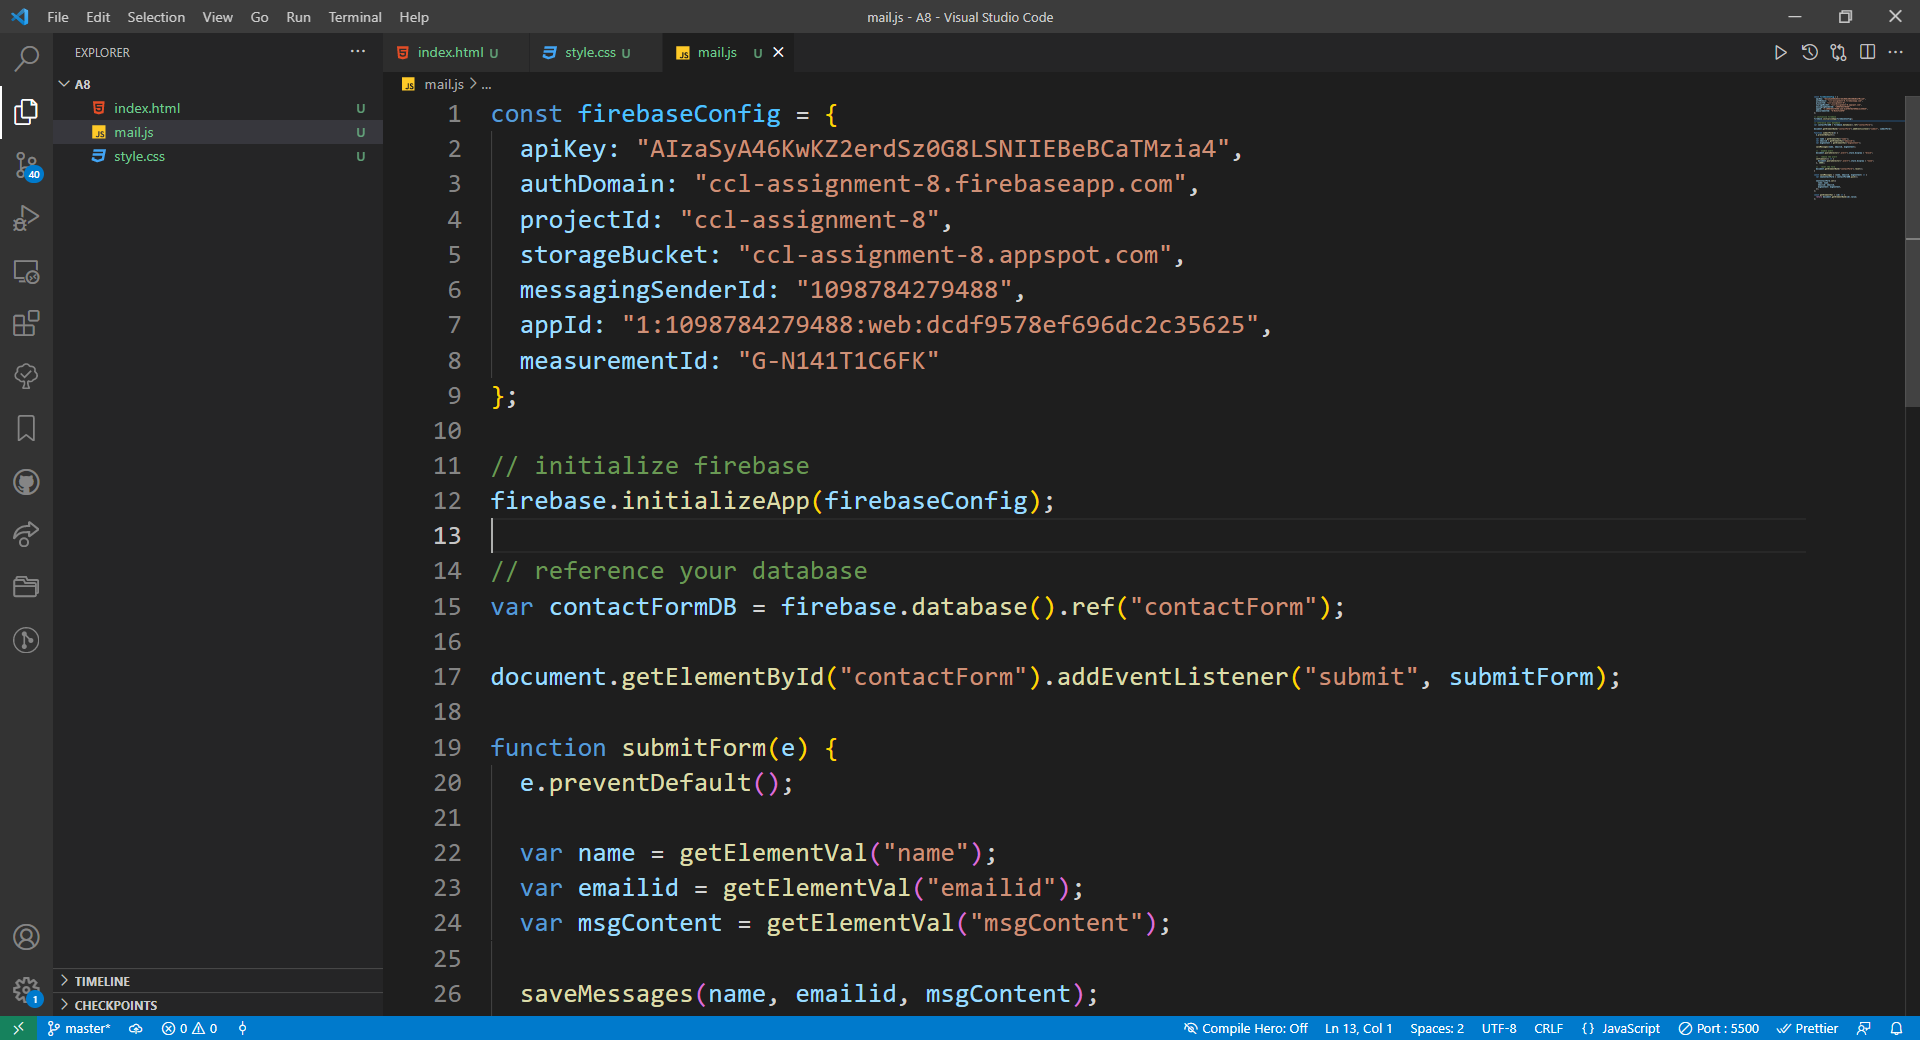 File Edit Selection View Go Run Terminal Help
mail.js - A8 - Visual Studio Code
EXPLORER
A8
index.html U
mail.js U
style.css U
TIMELINE
CHECKPOINTS
40
1
index.html U
style.css U
mail.js U
mail.js > ...
1 const firebaseConfig = {
2 apiKey: "AIzaSyA46KwKZ2erdSz0G8LSNIIEBeBCaTMzia4",
3 authDomain: "ccl-assignment-8.firebaseapp.com",
4 projectId: "ccl-assignment-8",
5 storageBucket: "ccl-assignment-8.appspot.com",
6 messagingSenderId: "1098784279488",
7 appId: "1:1098784279488:web:dcdf9578ef696dc2c35625",
8 measurementId: "G-N141T1C6FK"
9 };
10
11 // initialize firebase
12 firebase.initializeApp(firebaseConfig);
13
14 // reference your database
15 var contactFormDB = firebase.database().ref("contactForm");
16
17 document.getElementById("contactForm").addEventListener("submit", submitForm);
18
19 function submitForm(e) {
20 e.preventDefault();
21
22 var name = getElementVal("name");
23 var emailid = getElementVal("emailid");
24 var msgContent = getElementVal("msgContent");
25
26 saveMessages(name, emailid, msgContent);
master* 0 0
Compile Hero: Off Ln 13, Col 1 Spaces: 2 UTF-8 CRLF {} JavaScript Port : 5500 Prettier